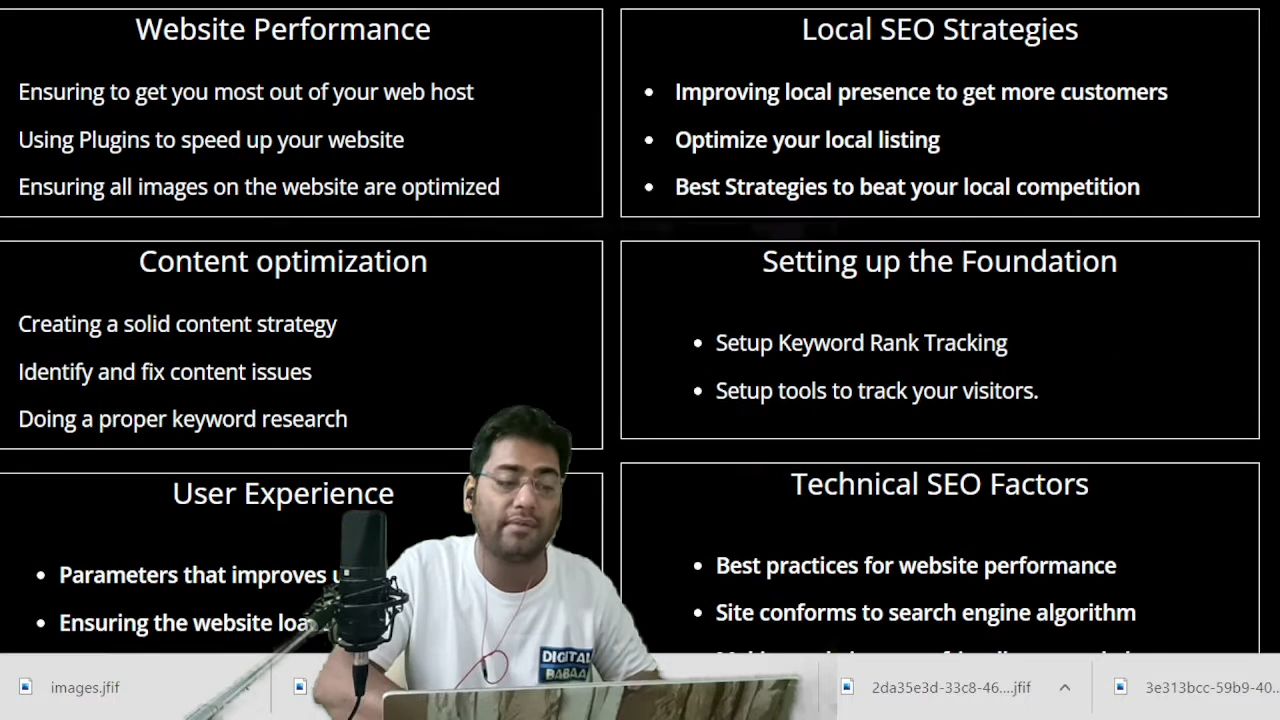 Website Performance
Ensuring to get you most out of your web host
Using Plugins to speed up your website
Ensuring all images on the website are optimized
Local SEO Strategies
Improving local presence to get more customers
Optimize your local listing
Best Strategies to beat your local competition
Content optimization
Creating a solid content strategy
Identify and fix content issues
Doing a proper keyword research
Setting up the Foundation
Setup Keyword Rank Tracking
Setup tools to track your visitors.
User Experience
Parameters that improves
Ensuring the website
Technical SEO Factors
Best practices for website performance
Site conforms to search engine algorithm
DIGITAL
BABAA
images.jfif
2da35e3d-33c8-46....jfif
3e313bcc-59b9-40...